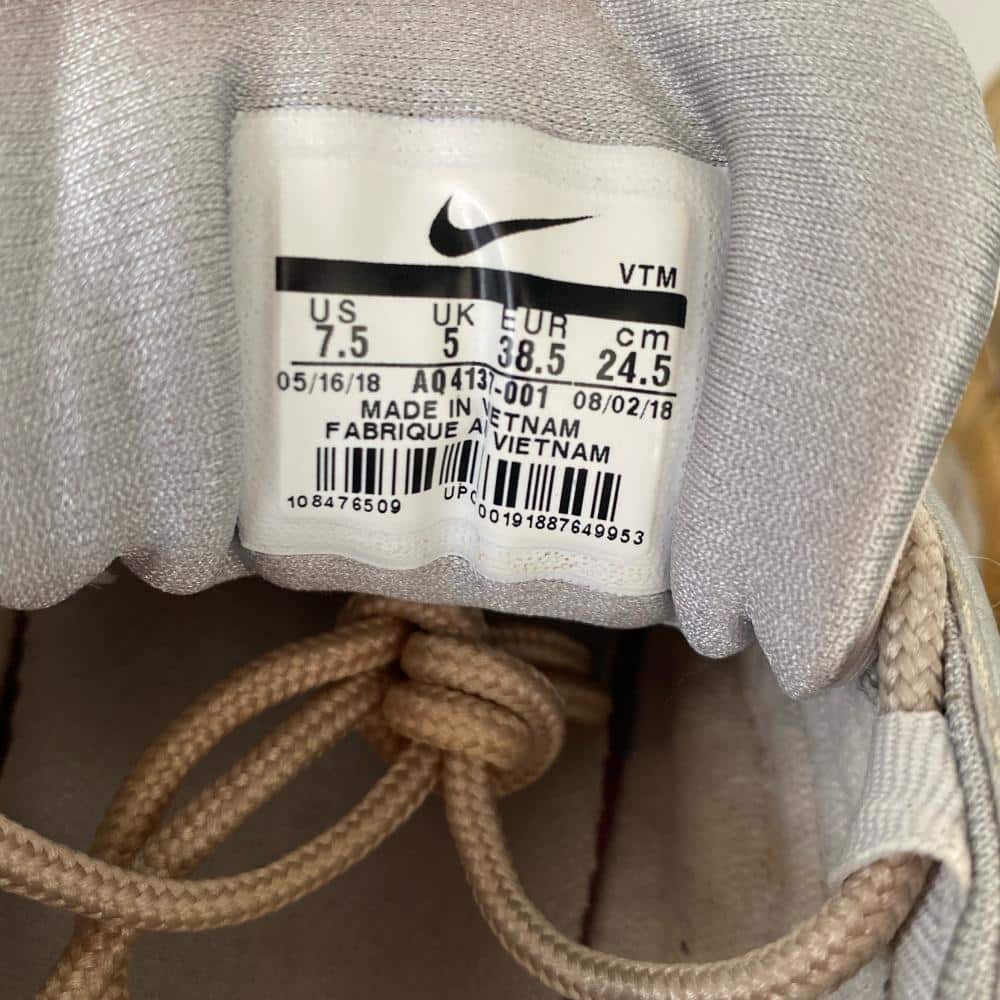 VTM
US UK EUR cm
7.5 5 38.5 24.5
05/16/18 AQ4137-001 08/02/18
MADE IN VIETNAM
FABRIQUE AU VIETNAM
108476509 UPC 00191887649953